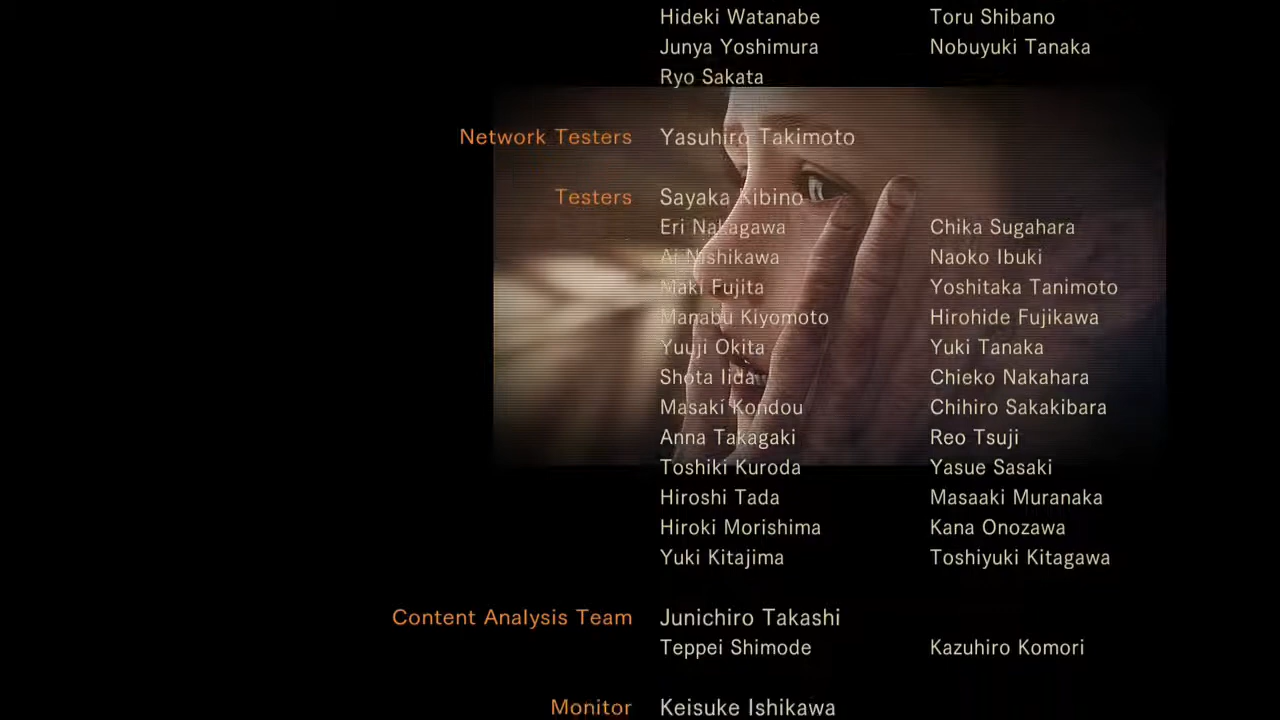 Hideki Watanabe Toru Shibano
Junya Yoshimura Nobuyuki Tanaka
Ryo Sakata
Network Testers Yasuhiro Takimoto
Testers Sayaka Kibino
Eri Nakagawa Chika Sugahara
Ai Nishikawa Naoko Ibuki
Maki Fujita Yoshitaka Tanimoto
Manabu Kiyomoto Hirohide Fujikawa
Yuuji Okita Yuki Tanaka
Shota Iida Chieko Nakahara
Masaki Kondou Chihiro Sakakibara
Anna Takagaki Reo Tsuji
Toshiki Kuroda Yasue Sasaki
Hiroshi Tada Masaaki Muranaka
Hiroki Morishima Kana Onozawa
Yuki Kitajima Toshiyuki Kitagawa
Content Analysis Team Junichiro Takashi
Teppei Shimode Kazuhiro Komori
Monitor Keisuke Ishikawa